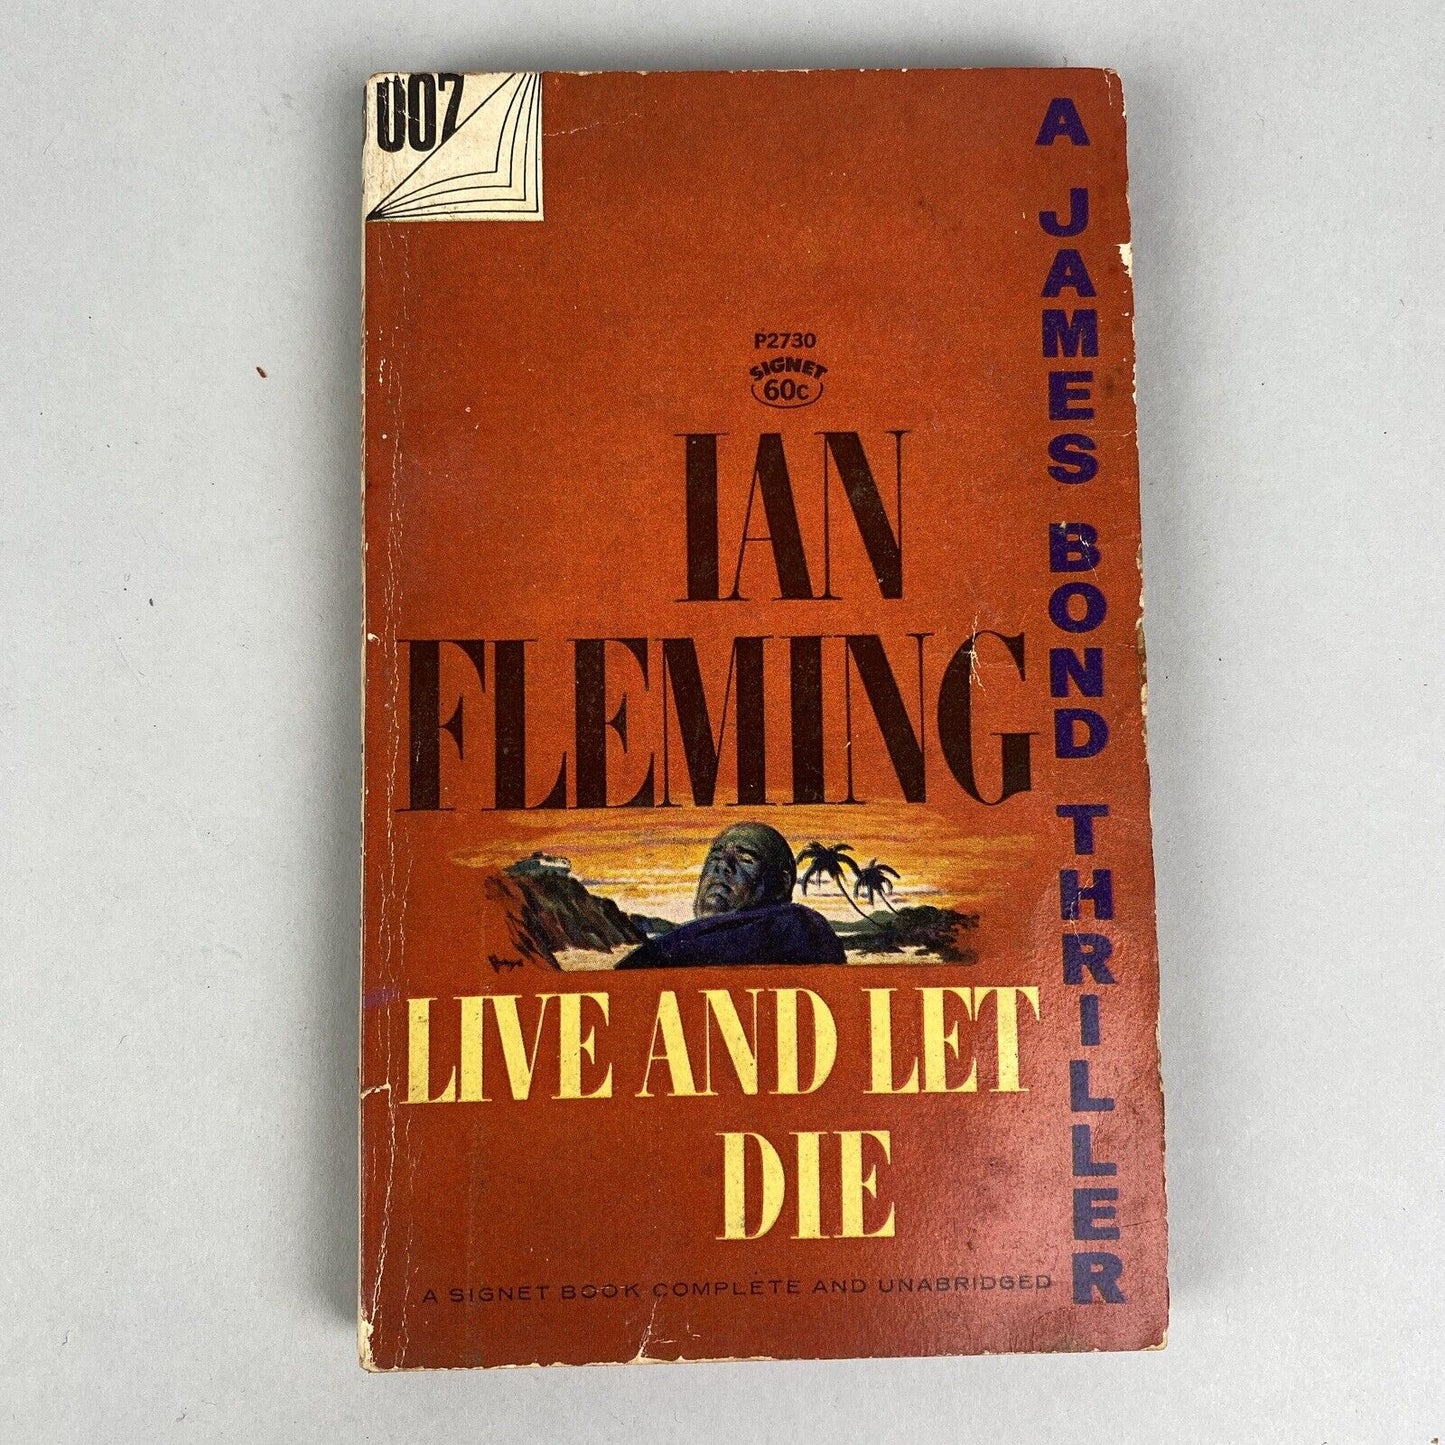 007
P2730
SIGNET
60c
IAN
FLEMING
LIVE AND LET
DIE
A SIGNET BOOK COMPLETE AND UNABRIDGED
A JAMES BOND THRILLER